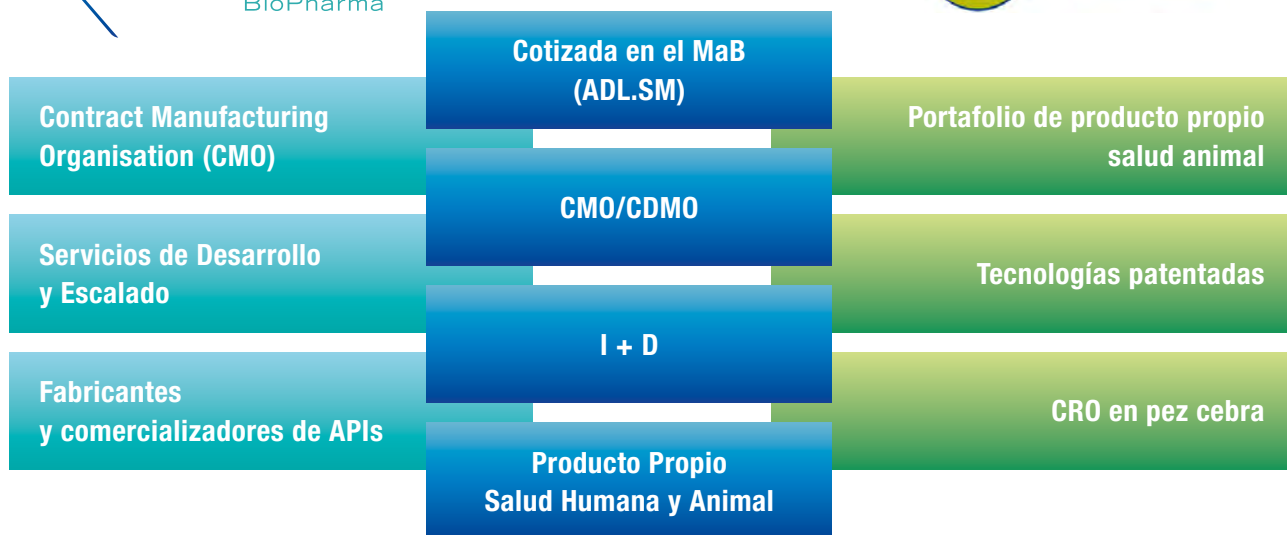 BioPharma
Cotizada en el MaB
(ADL.SM)
Contract Manufacturing
Organisation (CMO)
Portafolio de producto propio
salud animal
CMO/CDMO
Servicios de Desarrollo
y Escalado
Tecnologías patentadas
I + D
Fabricantes
y comercializadores de APIs
CRO en pez cebra
Producto Propio
Salud Humana y Animal